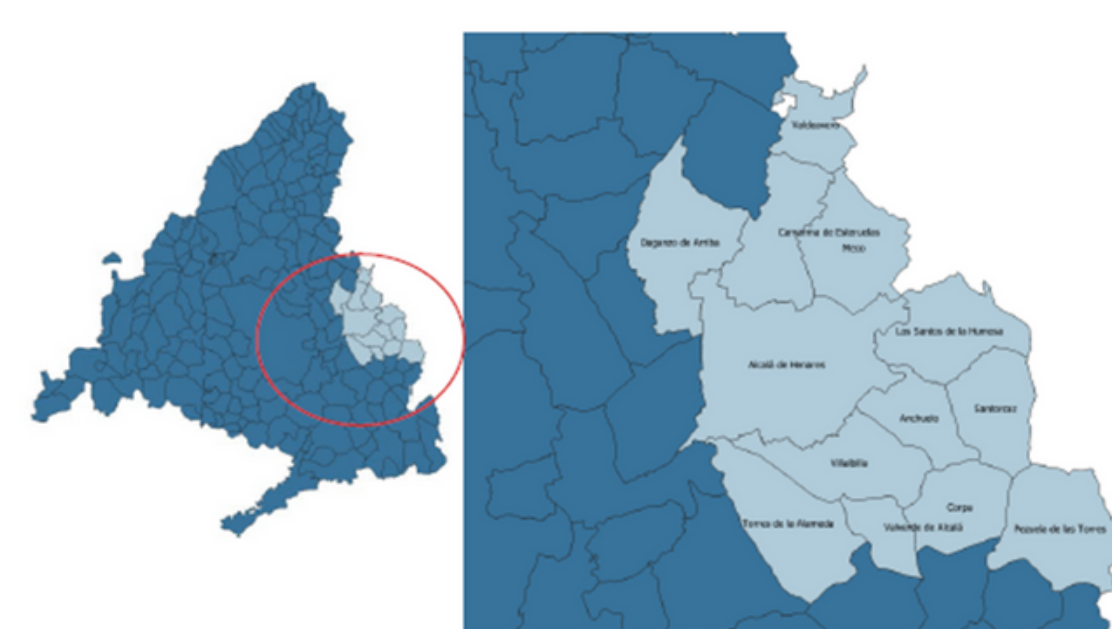 Valdeavero
Daganzo de Arriba
Camarma de Esteruelas
Meco
Los Santos de la Humosa
Alcalá de Henares
Anchuelo
Santorcaz
Villalbilla
Corpa
Torres de la Alameda
Valverde de Alcalá
Pezuela de las Torres